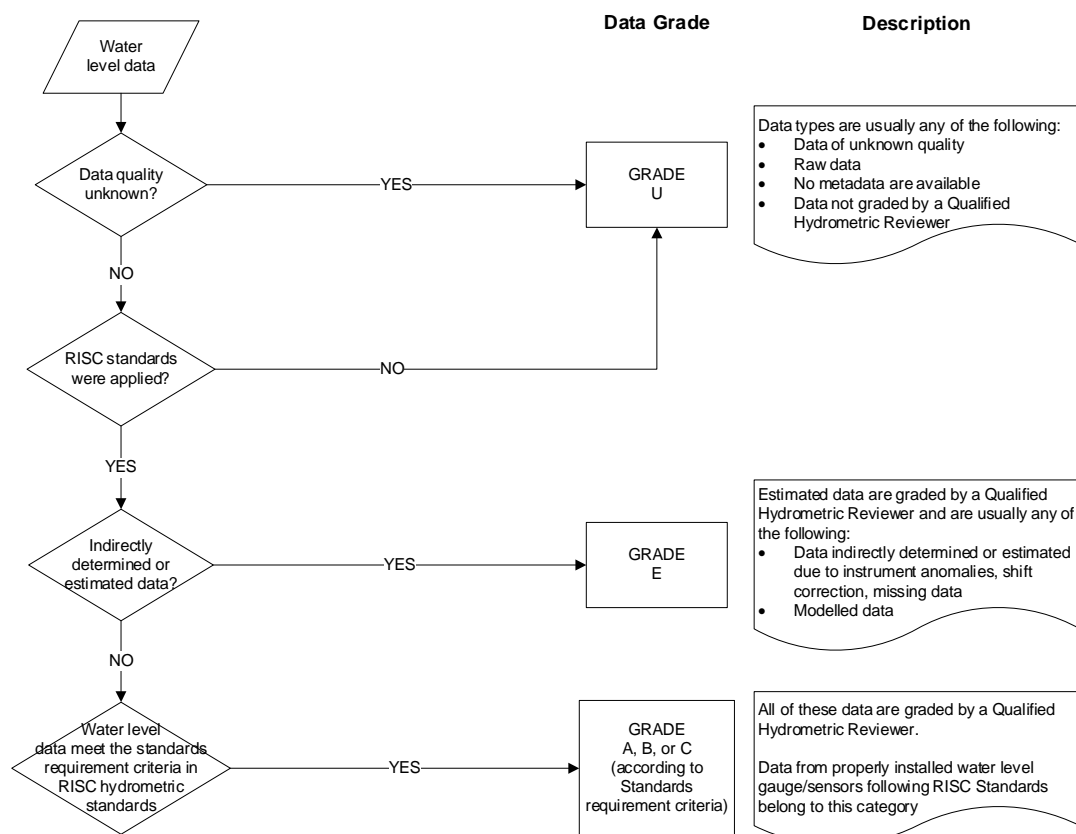 Data Grade
Description
Water
level data
Data quality
unknown?
YES
GRADE
U
Data types are usually any of the following:
• Data of unknown quality
• Raw data
• No metadata are available
• Data not graded by a Qualified
Hydrometric Reviewer
NO
RISC standards
were applied?
NO
YES
Indirectly
determined or
estimated data?
YES
GRADE
E
Estimated data are graded by a Qualified
Hydrometric Reviewer and are usually any of
the following:
• Data indirectly determined or estimated
due to instrument anomalies, shift
correction, missing data
• Modelled data
NO
Water level
data meet the standards
requirement criteria in
RISC hydrometric
standards
YES
GRADE
A, B, or C
(according to
Standards
requirement criteria)
All of these data are graded by a Qualified
Hydrometric Reviewer.
Data from properly installed water level
gauge/sensors following RISC Standards
belong to this category